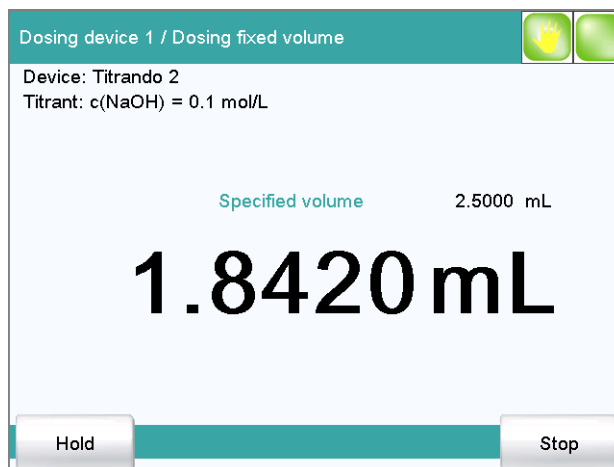 Dosing device 1 / Dosing fixed volume
Device: Titrando 2
Titrant: c(NaOH) = 0.1 mol/L
Specified volume 2.5000 mL
1.8420 mL
Hold Stop